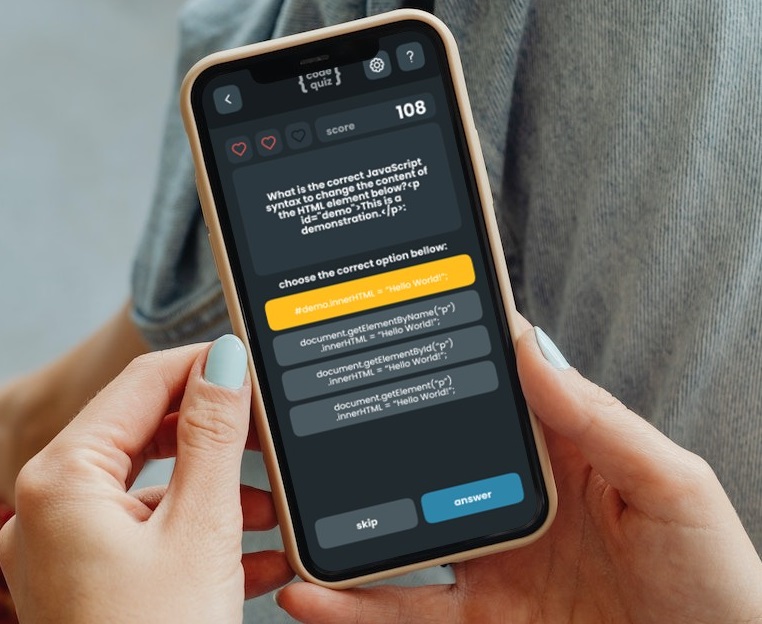 { code
quiz }
?
score 108
What is the correct JavaScript
syntax to change the content of
the HTML element below?<p
id="demo">This is a
demonstration.</p>:
choose the correct option bellow:
#demo.innerHTML = "Hello World!";
document.getElementByName("p")
.innerHTML = "Hello World!";
document.getElementById("p")
.innerHTML = "Hello World!";
document.getElement("p")
.innerHTML = "Hello World!";
skip answer